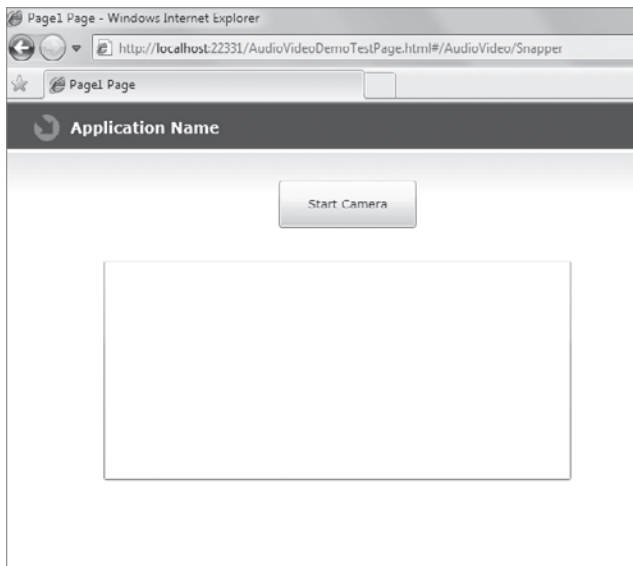 Page1 Page - Windows Internet Explorer
http://localhost:22331/AudioVideoDemoTestPage.html#/AudioVideo/Snapper
Page1 Page
Application Name
Start Camera